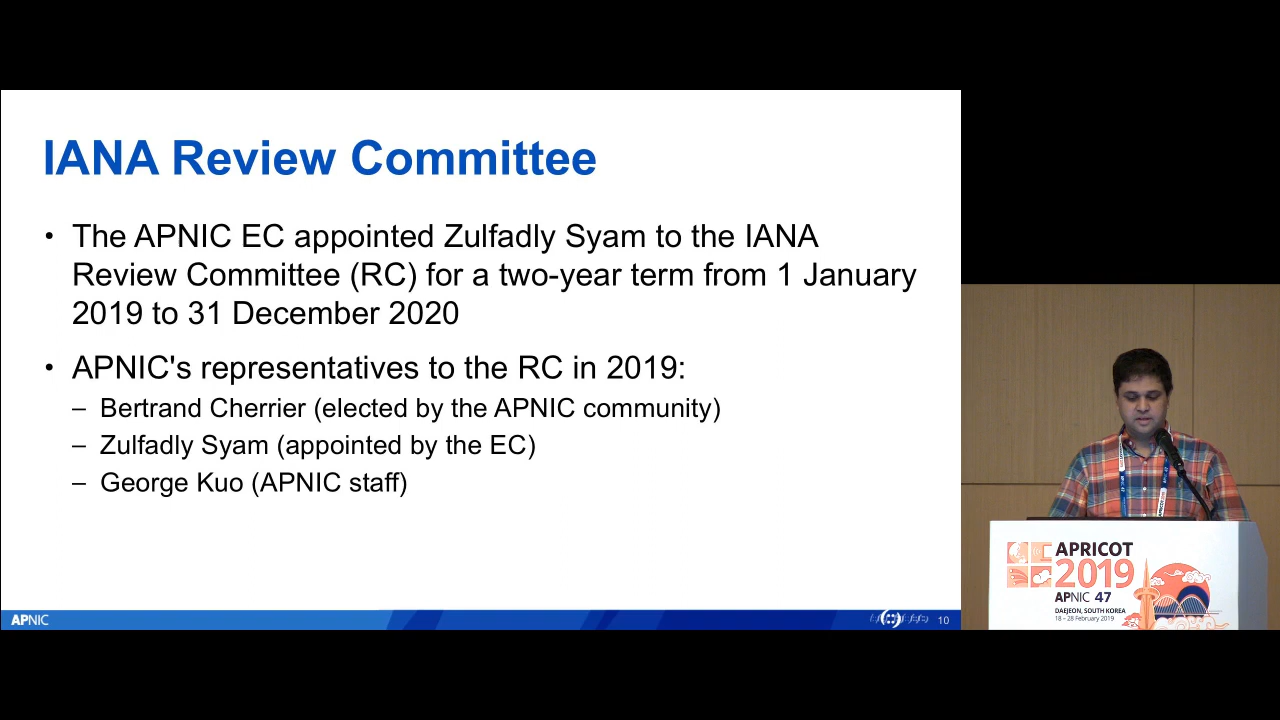 IANA Review Committee
• The APNIC EC appointed Zulfadly Syam to the IANA
Review Committee (RC) for a two-year term from 1 January
2019 to 31 December 2020
• APNIC's representatives to the RC in 2019:
– Bertrand Cherrier (elected by the APNIC community)
– Zulfadly Syam (appointed by the EC)
– George Kuo (APNIC staff)
APNIC
10
APRICOT
2019
APNIC 47
DAEJEON, SOUTH KOREA
18 – 28 February 2019